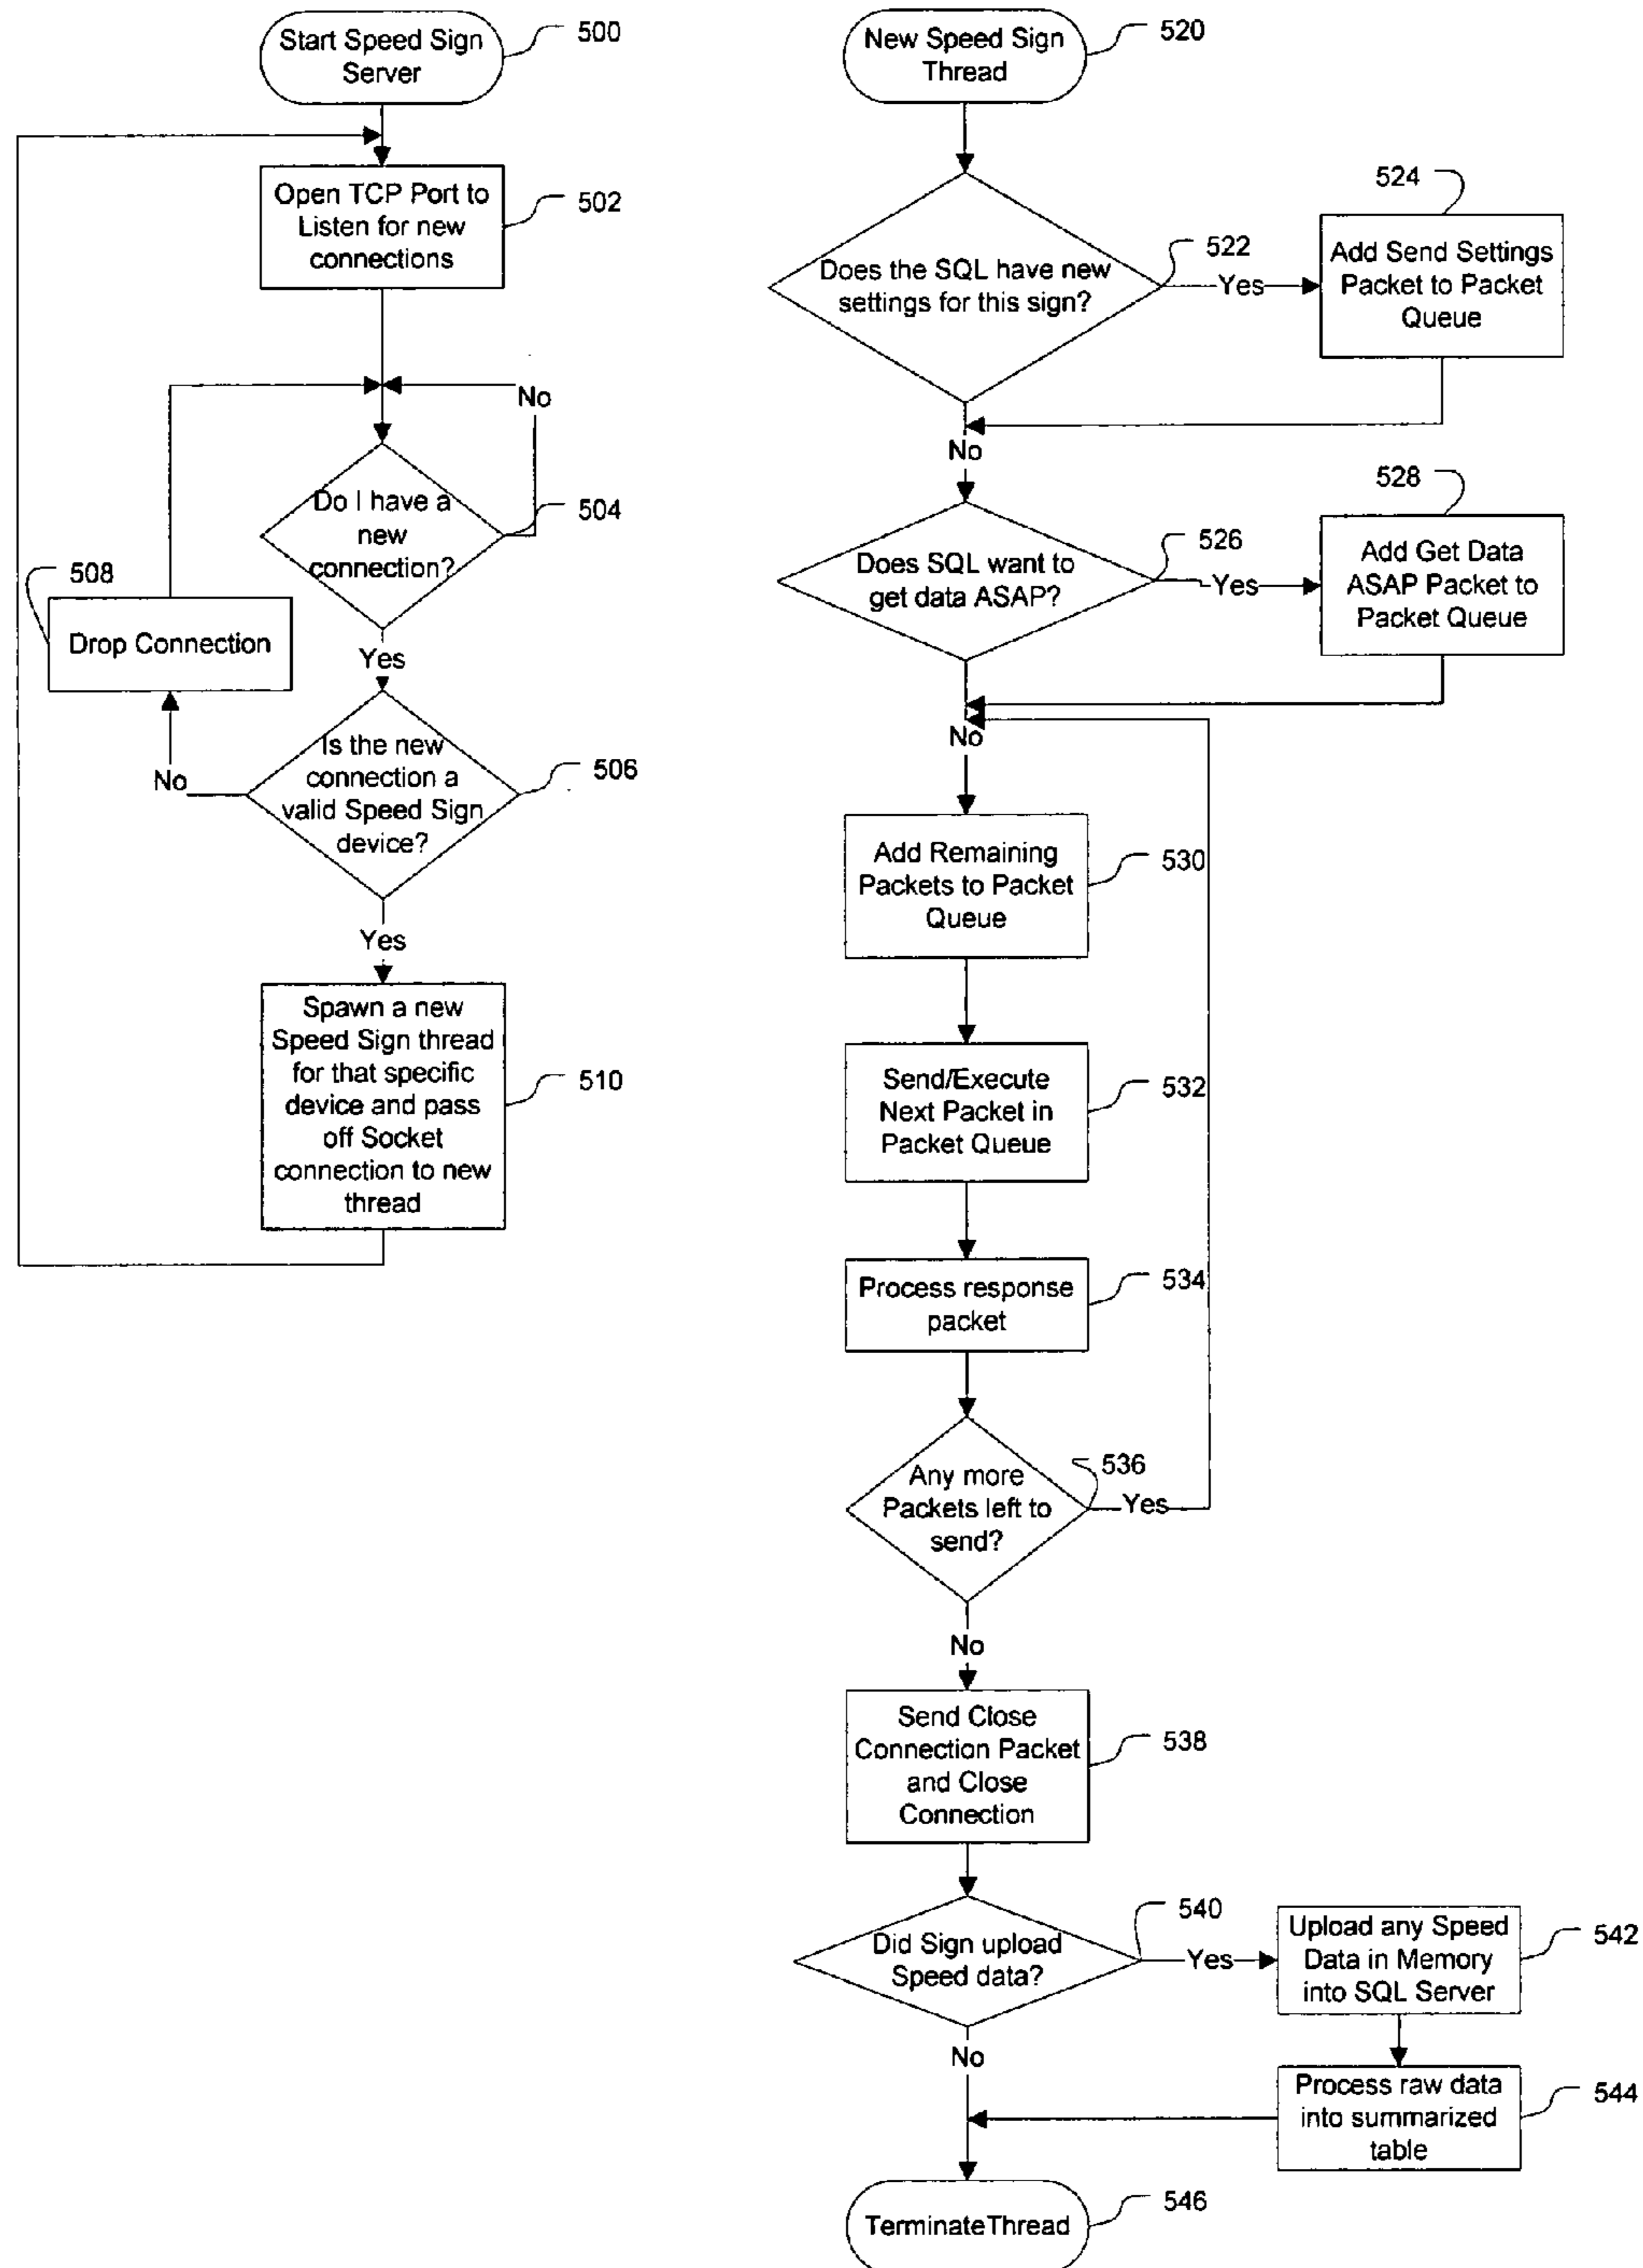 Start Speed Sign
Server
500
Open TCP Port to
Listen for new
connections
502
No
Do I have a
new
connection?
504
508
Drop Connection
Yes
Is the new
connection a
valid Speed Sign
device?
506
No
Yes
Spawn a new
Speed Sign thread
for that specific
device and pass
off Socket
connection to new
thread
510
New Speed Sign
Thread
520
Does the SQL have new
settings for this sign?
522
Yes
524
Add Send Settings
Packet to Packet
Queue
No
Does SQL want to
get data ASAP?
526
Yes
528
Add Get Data
ASAP Packet to
Packet Queue
No
Add Remaining
Packets to Packet
Queue
530
Send/Execute
Next Packet in
Packet Queue
532
Process response
packet
534
Any more
Packets left to
send?
536
Yes
No
Send Close
Connection Packet
and Close
Connection
538
Did Sign upload
Speed data?
540
Yes
Upload any Speed
Data in Memory
into SQL Server
542
No
Process raw data
into summarized
table
544
TerminateThread
546